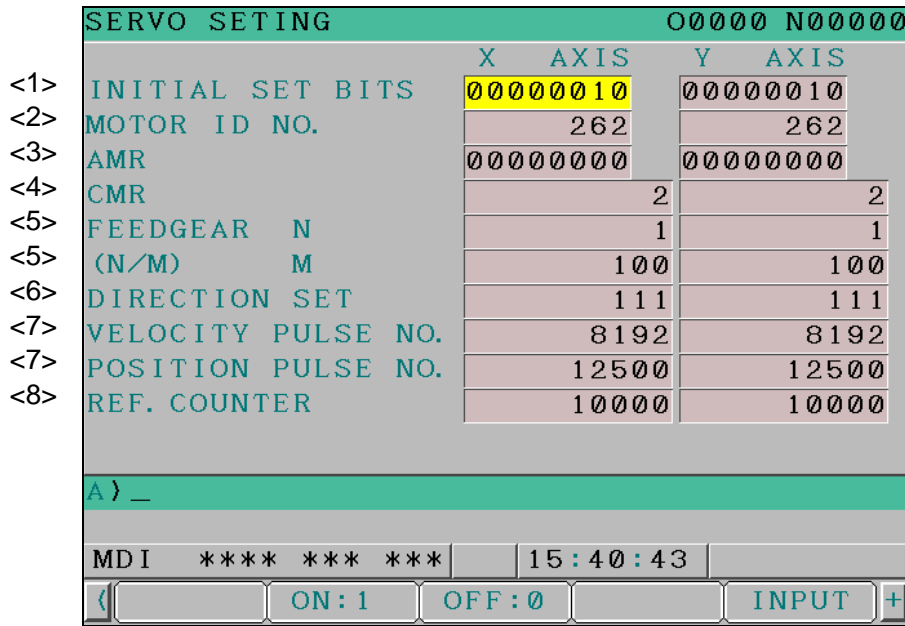 SERVO SETING O0000 N00000
X AXIS Y AXIS
<1> INITIAL SET BITS 00000010 00000010
<2> MOTOR ID NO. 262 262
<3> AMR 00000000 00000000
<4> CMR 2 2
<5> FEEDGEAR N 1 1
<5> (N/M) M 100 100
<6> DIRECTION SET 111 111
<7> VELOCITY PULSE NO. 8192 8192
<7> POSITION PULSE NO. 12500 12500
<8> REF. COUNTER 10000 10000
A)_
MDI **** *** *** 15:40:43
( ON:1 OFF:0 INPUT +